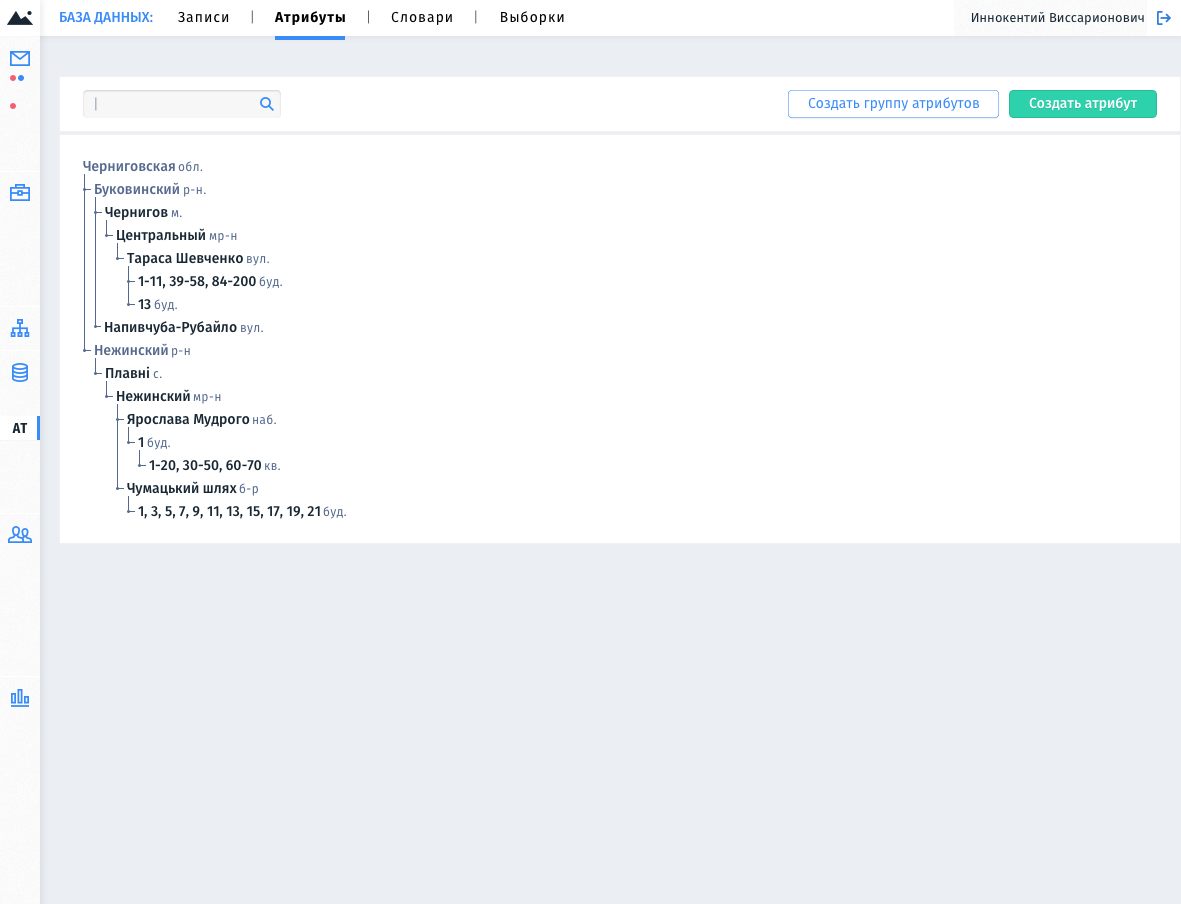 БАЗА ДАННЫХ: Записи | Атрибуты | Словари | Выборки Иннокентий Виссарионович
Создать группу атрибутов Создать атрибут
Черниговская обл.
Буковинский р-н.
Чернигов м.
Центральный мр-н
Тараса Шевченко вул.
1-11, 39-58, 84-200 буд.
13 буд.
Напивчуба-Рубайло вул.
Нежинский р-н
Плавні с.
Нежинский мр-н
Ярослава Мудрого наб.
1 буд.
1-20, 30-50, 60-70 кв.
Чумацький шлях б-р
1, 3, 5, 7, 9, 11, 13, 15, 17, 19, 21 буд.
АТ